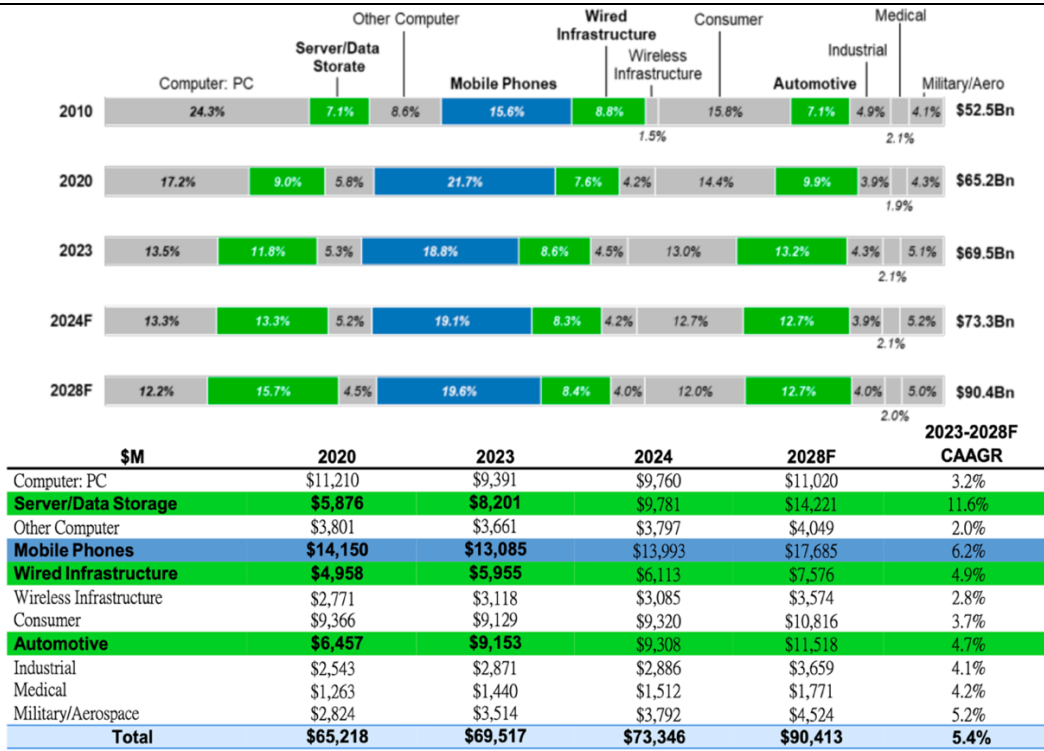 Other Computer
Wired Infrastructure
Consumer
Medical
Server/Data Storate
Wireless Infrastructure
Industrial
Computer: PC
Mobile Phones
Automotive
Military/Aero
2010 24.3% 7.1% 8.6% 15.6% 8.8% 15.8% 7.1% 4.9% 4.1% $52.5Bn
1.5% 2.1%
2020 17.2% 9.0% 5.8% 21.7% 7.6% 4.2% 14.4% 9.9% 3.9% 4.3% $65.2Bn
1.9%
2023 13.5% 11.8% 5.3% 18.8% 8.6% 4.5% 13.0% 13.2% 4.3% 5.1% $69.5Bn
2.1%
2024F 13.3% 13.3% 5.2% 19.1% 8.3% 4.2% 12.7% 12.7% 3.9% 5.2% $73.3Bn
2.1%
2028F 12.2% 15.7% 4.5% 19.6% 8.4% 4.0% 12.0% 12.7% 4.0% 5.0% $90.4Bn
2.0%
2023-2028F
$M 2020 2023 2024 2028F CAAGR
Computer: PC $11,210 $9,391 $9,760 $11,020 3.2%
Server/Data Storage $5,876 $8,201 $9,781 $14,221 11.6%
Other Computer $3,801 $3,661 $3,797 $4,049 2.0%
Mobile Phones $14,150 $13,085 $13,993 $17,685 6.2%
Wired Infrastructure $4,958 $5,955 $6,113 $7,576 4.9%
Wireless Infrastructure $2,771 $3,118 $3,085 $3,574 2.8%
Consumer $9,366 $9,129 $9,320 $10,816 3.7%
Automotive $6,457 $9,153 $9,308 $11,518 4.7%
Industrial $2,543 $2,871 $2,886 $3,659 4.1%
Medical $1,263 $1,440 $1,512 $1,771 4.2%
Military/Aerospace $2,824 $3,514 $3,792 $4,524 5.2%
Total $65,218 $69,517 $73,346 $90,413 5.4%